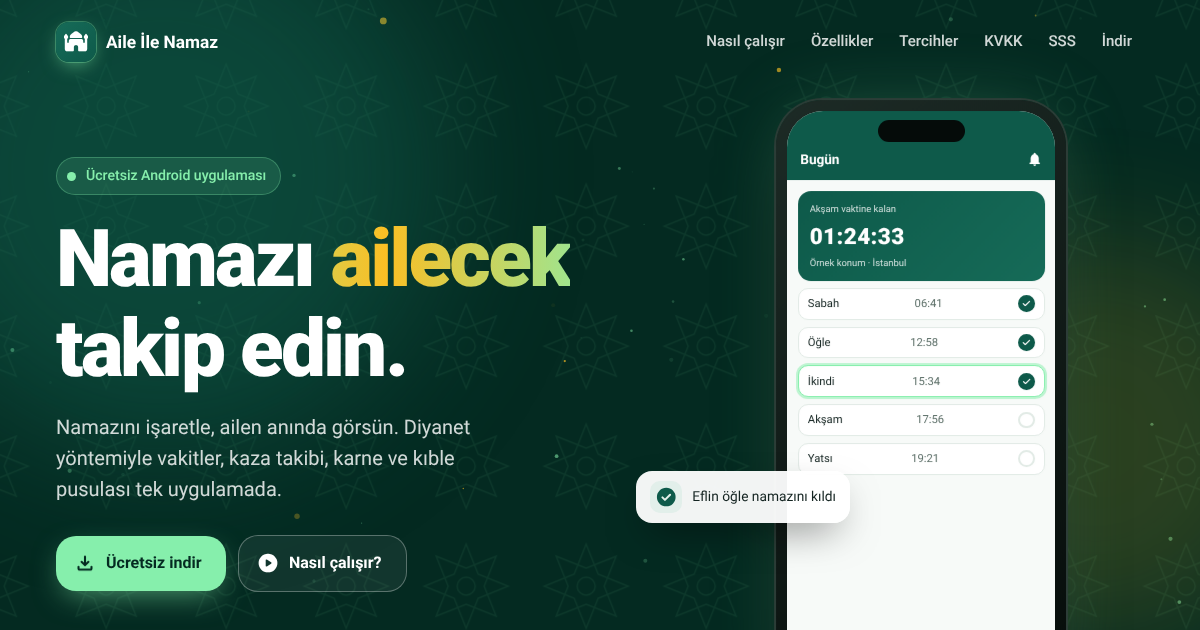 Aile İle Namaz
Nasıl çalışır
Özellikler
Tercihler
KVKK
SSS
İndir
Ücretsiz Android uygulaması
Namazı ailecek
takip edin.
Namazını işaretle, ailen anında görsün. Diyanet
yöntemiyle vakitler, kaza takibi, karne ve kıble
pusulası tek uygulamada.
Ücretsiz indir
Nasıl çalışır?
Bugün
Akşam vaktine kalan
01:24:33
Örnek konum · İstanbul
Sabah 06:41
Öğle 12:58
İkindi 15:34
Akşam 17:56
Yatsı 19:21
Eflin öğle namazını kıldı